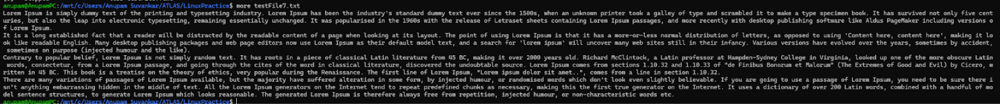 anupam@AnupamPC:/mnt/c/Users/Anupam Suvankar/ATLAS/LinuxPractice$ more testFile7.txt
Lorem Ipsum is simply dummy text of the printing and typesetting industry. Lorem Ipsum has been the industry's standard dummy text ever since the 1500s, when an unknown printer took a galley of type and scrambled it to make a type specimen book. It has survived not only five cent
uries, but also the leap into electronic typesetting, remaining essentially unchanged. It was popularised in the 1960s with the release of Letraset sheets containing Lorem Ipsum passages, and more recently with desktop publishing software like Aldus PageMaker including versions o
f Lorem Ipsum.
It is a long established fact that a reader will be distracted by the readable content of a page when looking at its layout. The point of using Lorem Ipsum is that it has a more-or-less normal distribution of letters, as opposed to using 'Content here, content here', making it lo
ok like readable English. Many desktop publishing packages and web page editors now use Lorem Ipsum as their default model text, and a search for 'lorem ipsum' will uncover many web sites still in their infancy. Various versions have evolved over the years, sometimes by accident,
sometimes on purpose (injected humour and the like).
Contrary to popular belief, Lorem Ipsum is not simply random text. It has roots in a piece of classical Latin literature from 45 BC, making it over 2000 years old. Richard McClintock, a Latin professor at Hampden-Sydney College in Virginia, looked up one of the more obscure Latin
words, consectetur, from a Lorem Ipsum passage, and going through the cites of the word in classical literature, discovered the undoubtable source. Lorem Ipsum comes from sections 1.10.32 and 1.10.33 of "de Finibus Bonorum et Malorum" (The Extremes of Good and Evil) by Cicero, w
ritten in 45 BC. This book is a treatise on the theory of ethics, very popular during the Renaissance. The first line of Lorem Ipsum, "Lorem ipsum dolor sit amet..", comes from a line in section 1.10.32.
There are many variations of passages of Lorem Ipsum available, but the majority have suffered alteration in some form, by injected humour, or randomised words which don't look even slightly believable. If you are going to use a passage of Lorem Ipsum, you need to be sure there i
sn't anything embarrassing hidden in the middle of text. All the Lorem Ipsum generators on the Internet tend to repeat predefined chunks as necessary, making this the first true generator on the Internet. It uses a dictionary of over 200 Latin words, combined with a handful of mo
del sentence structures, to generate Lorem Ipsum which looks reasonable. The generated Lorem Ipsum is therefore always free from repetition, injected humour, or non-characteristic words etc.
anupam@AnupamPC:/mnt/c/Users/Anupam Suvankar/ATLAS/LinuxPractice$